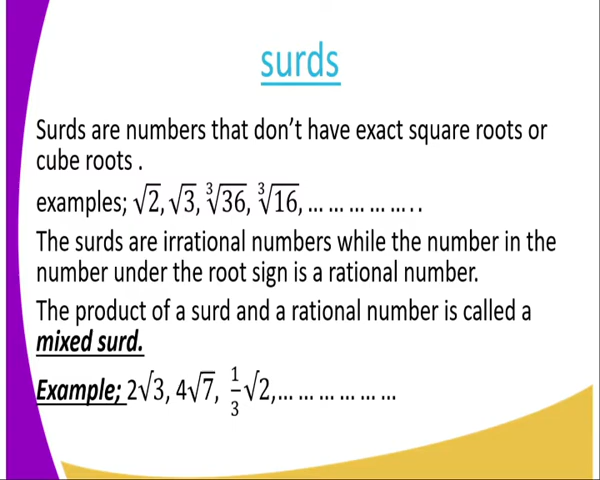 surds
Surds are numbers that don’t have exact square roots or
cube roots .
examples; √2, √3, ∛36, ∛16, … … … … … . .
The surds are irrational numbers while the number in the
number under the root sign is a rational number.
The product of a surd and a rational number is called a
mixed surd.
Example; 2√3, 4√7, 1/3 √2,… … … … … …